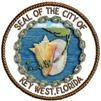 SEAL OF THE CITY OF
KEY WEST, FLORIDA